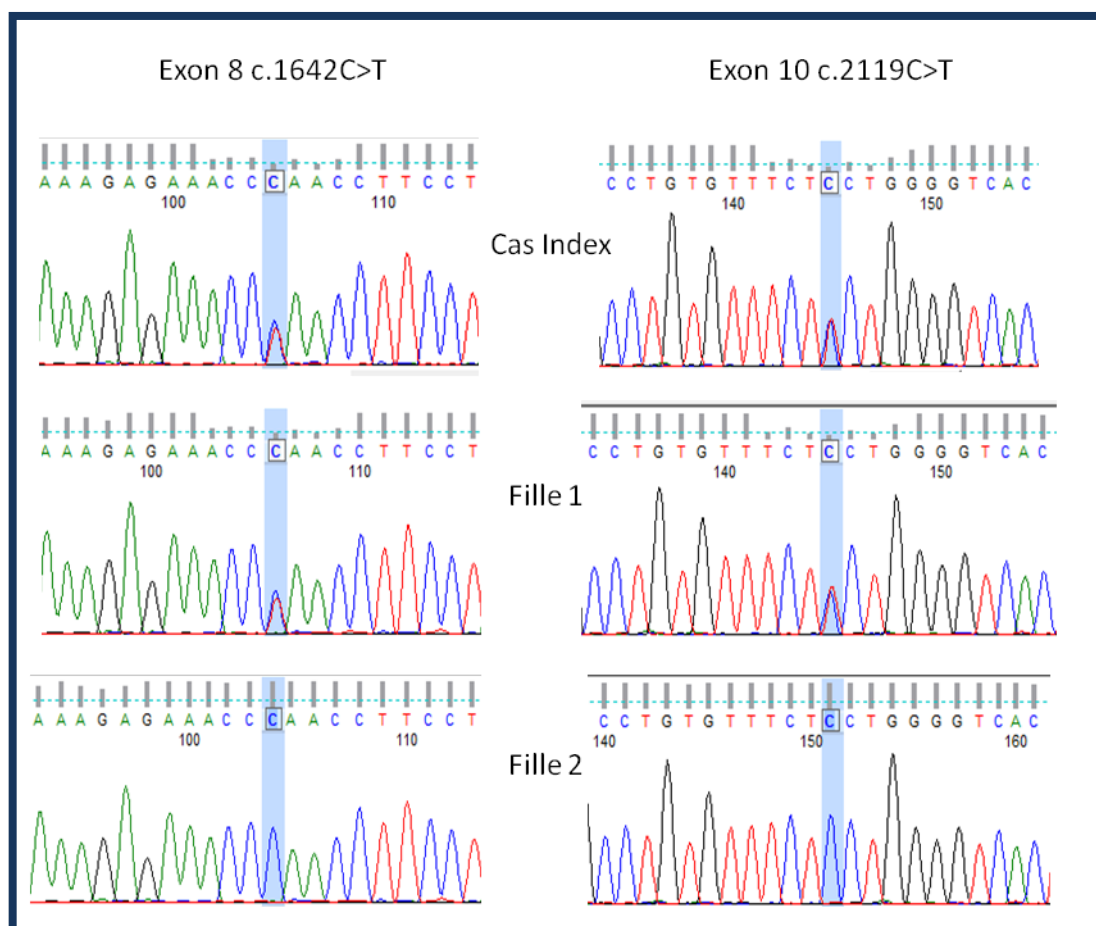 Exon 8 c.1642C>T
Exon 10 c.2119C>T
A A A G A G A A A C C C A A C C T T C C T
100 110
C C T G T G T T T C T C C T G G G G T C A C
140 150
Cas Index
A A A G A G A A A C C C A A C C T T C C T
100 110
C C T G T G T T T C T C C T G G G G T C A C
140 150
Fille 1
A A A G A G A A A C C C A A C C T T C C T
100 110
C C T G T G T T T C T C C T G G G G T C A C
140 150 160
Fille 2